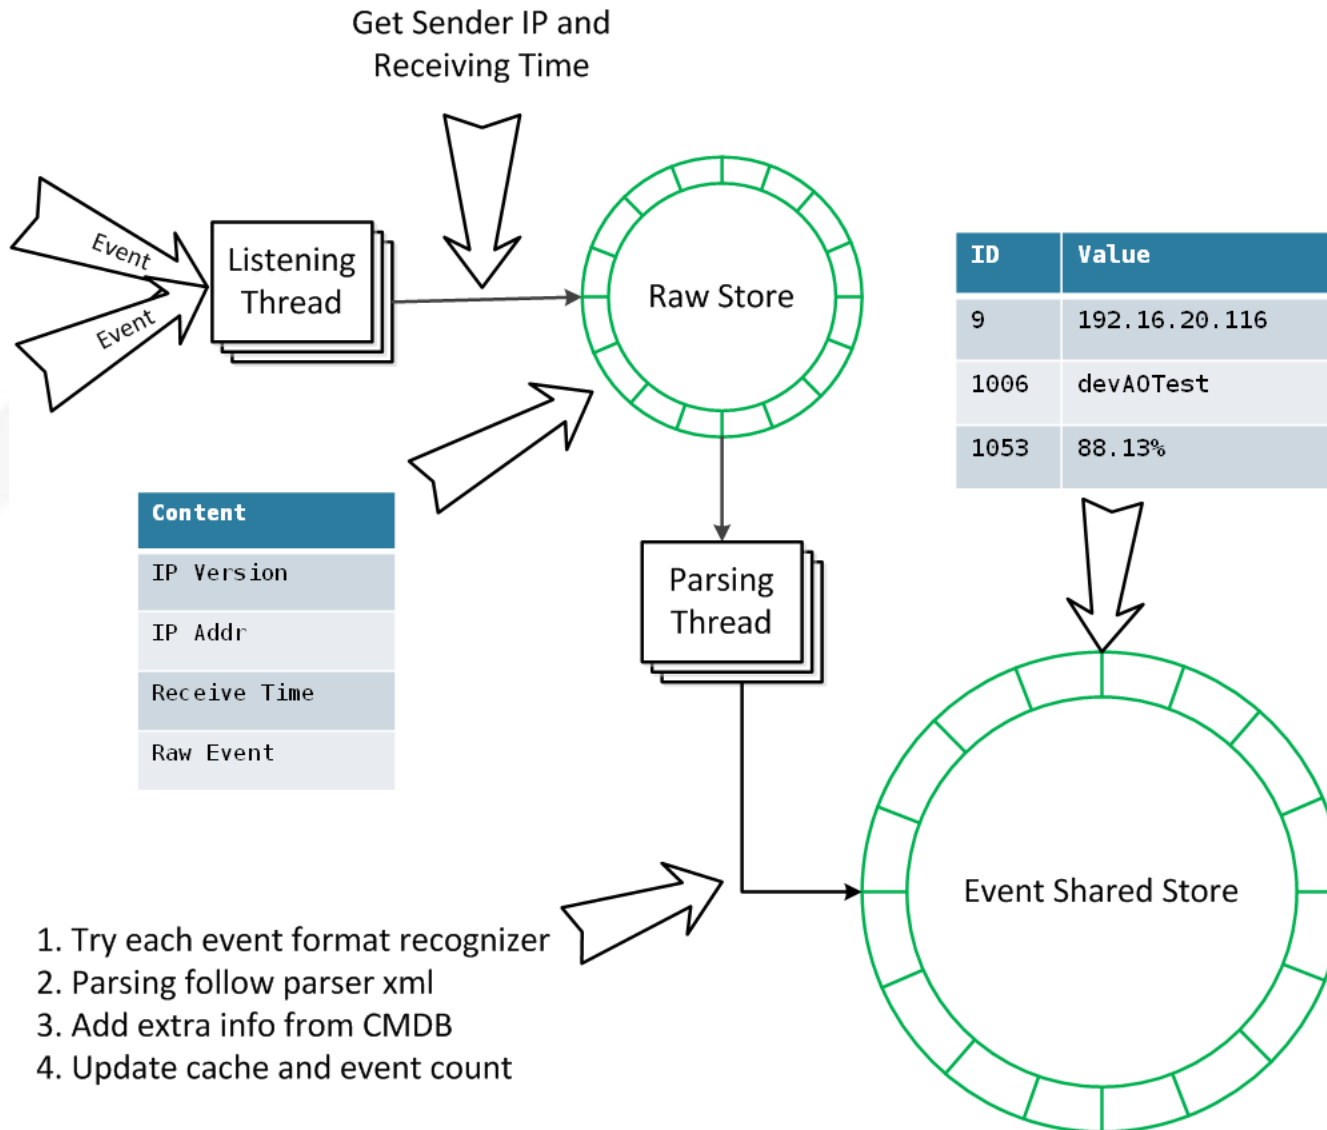 Get Sender IP and
Receiving Time
Event
Event
Listening
Thread
Raw Store
ID Value
9 192.16.20.116
1006 devAOTest
1053 88.13%
Content
IP Version
IP Addr
Receive Time
Raw Event
Parsing
Thread
Event Shared Store
1. Try each event format recognizer
2. Parsing follow parser xml
3. Add extra info from CMDB
4. Update cache and event count